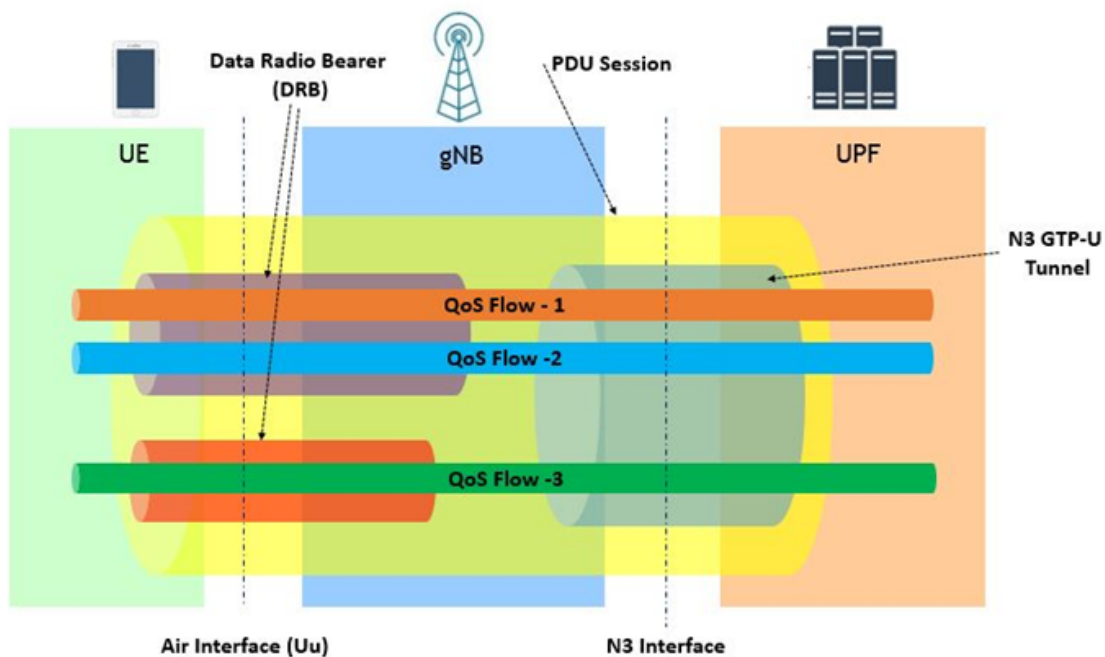 Data Radio Bearer
(DRB)
PDU Session
UE
gNB
UPF
N3 GTP-U
Tunnel
QoS Flow - 1
QoS Flow -2
QoS Flow -3
Air Interface (Uu)
N3 Interface